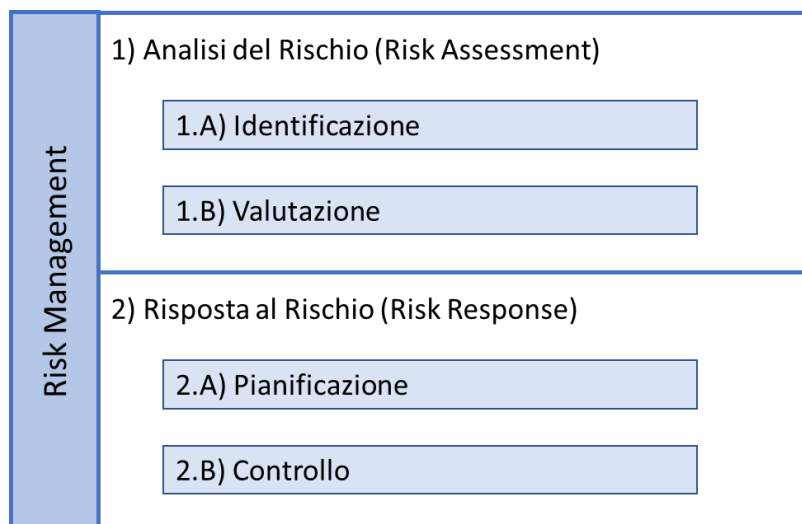 Risk Management
1) Analisi del Rischio (Risk Assessment)
1.A) Identificazione
1.B) Valutazione
2) Risposta al Rischio (Risk Response)
2.A) Pianificazione
2.B) Controllo